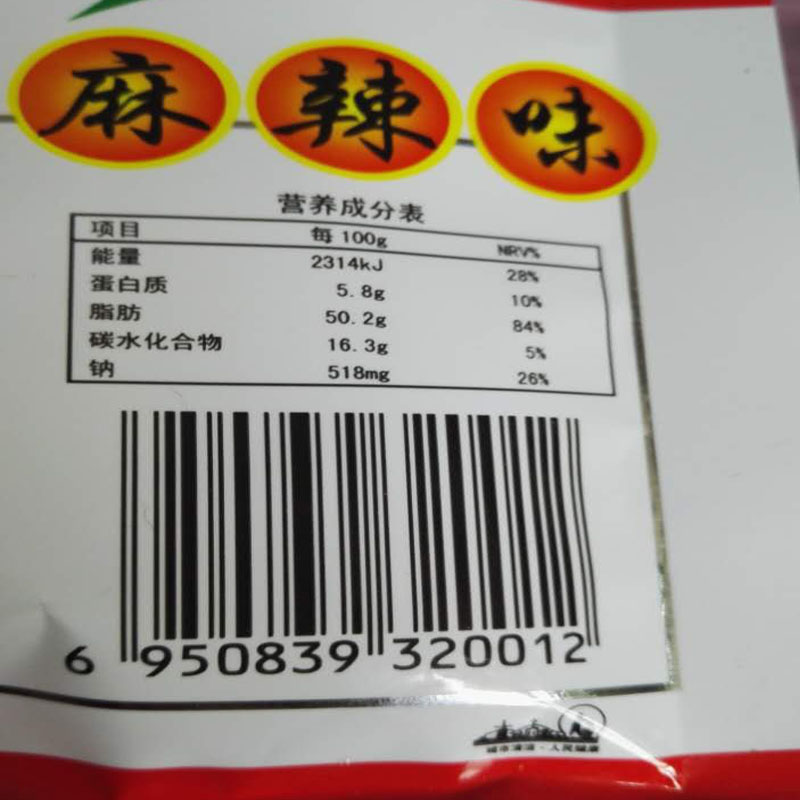 麻辣味
营养成分表
项目 每100g NRV%
能量 2314kJ 28%
蛋白质 5.8g 10%
脂肪 50.2g 84%
碳水化合物 16.3g 5%
钠 518mg 26%
6 950839 320012